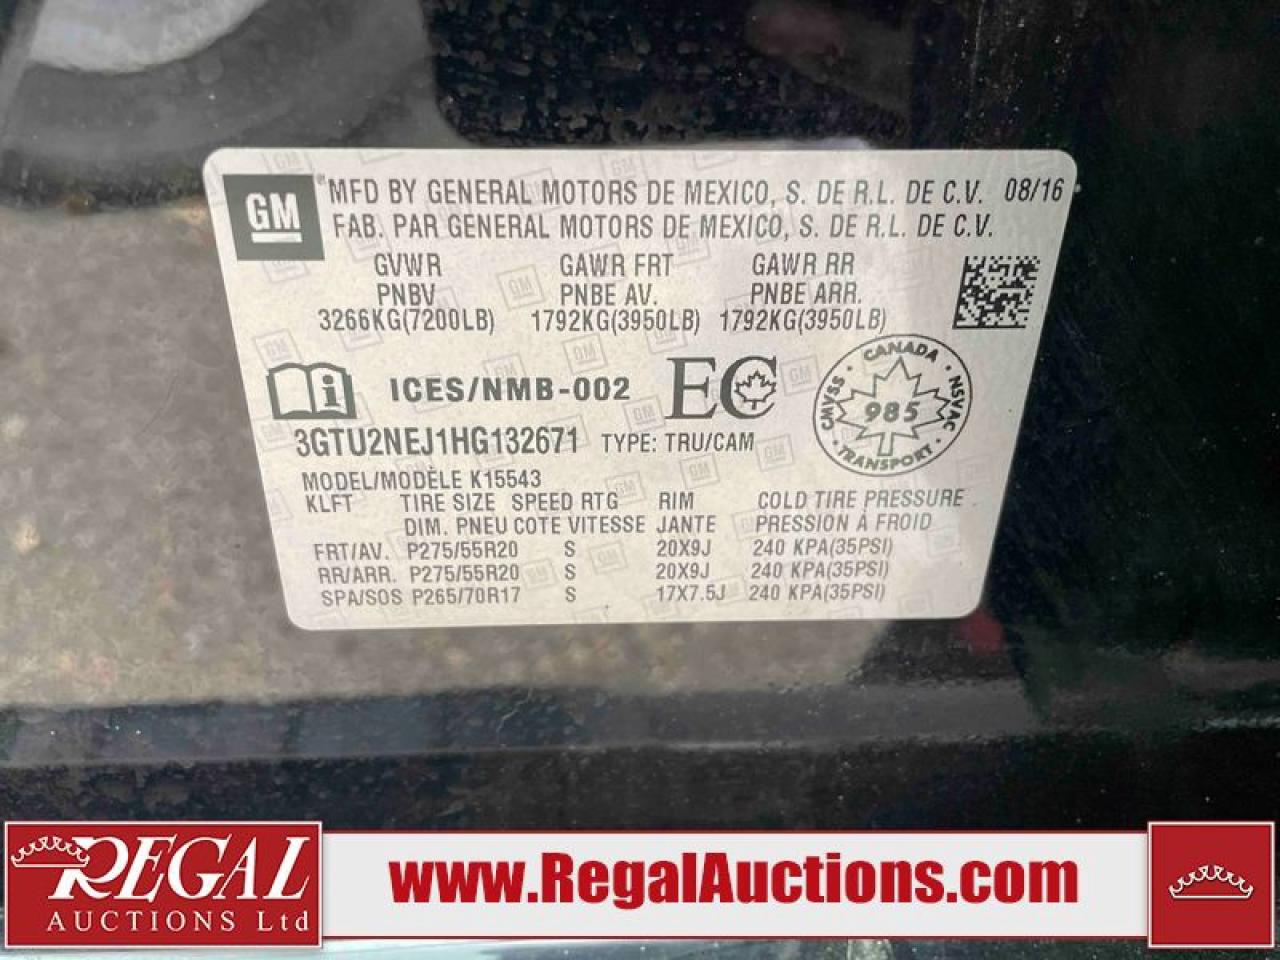 GM
MFD BY GENERAL MOTORS DE MEXICO, S. DE R.L. DE C.V. 08/16
FAB. PAR GENERAL MOTORS DE MEXICO, S. DE R.L. DE C.V.
GVWR GAWR FRT GAWR RR
PNBV PNBE AV. PNBE ARR.
3266KG(7200LB) 1792KG(3950LB) 1792KG(3950LB)
ICES/NMB-002 EC CANADA CMVSS 985 NSVAC TRANSPORT
3GTU2NEJ1HG132671 TYPE: TRU/CAM
MODEL/MODÈLE K15543
KLFT TIRE SIZE SPEED RTG RIM COLD TIRE PRESSURE
DIM. PNEU COTE VITESSE JANTE PRESSION À FROID
FRT/AV. P275/55R20 S 20X9J 240 KPA(35PSI)
RR/ARR. P275/55R20 S 20X9J 240 KPA(35PSI)
SPA/SOS P265/70R17 S 17X7.5J 240 KPA(35PSI)
REGAL
AUCTIONS Ltd
www.RegalAuctions.com